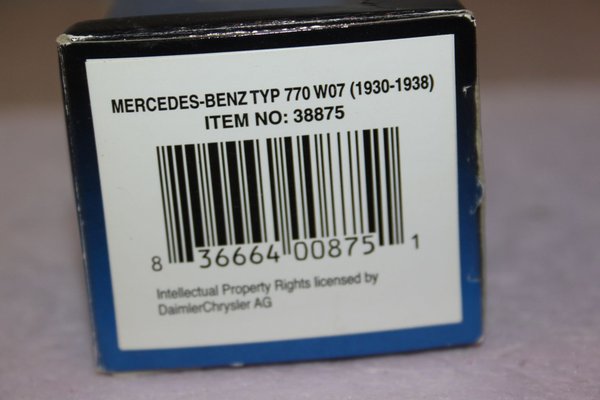 MERCEDES-BENZ TYP 770 W07 (1930-1938)
ITEM NO: 38875
8 36664 00875 1
Intellectual Property Rights licensed by
DaimlerChrysler AG